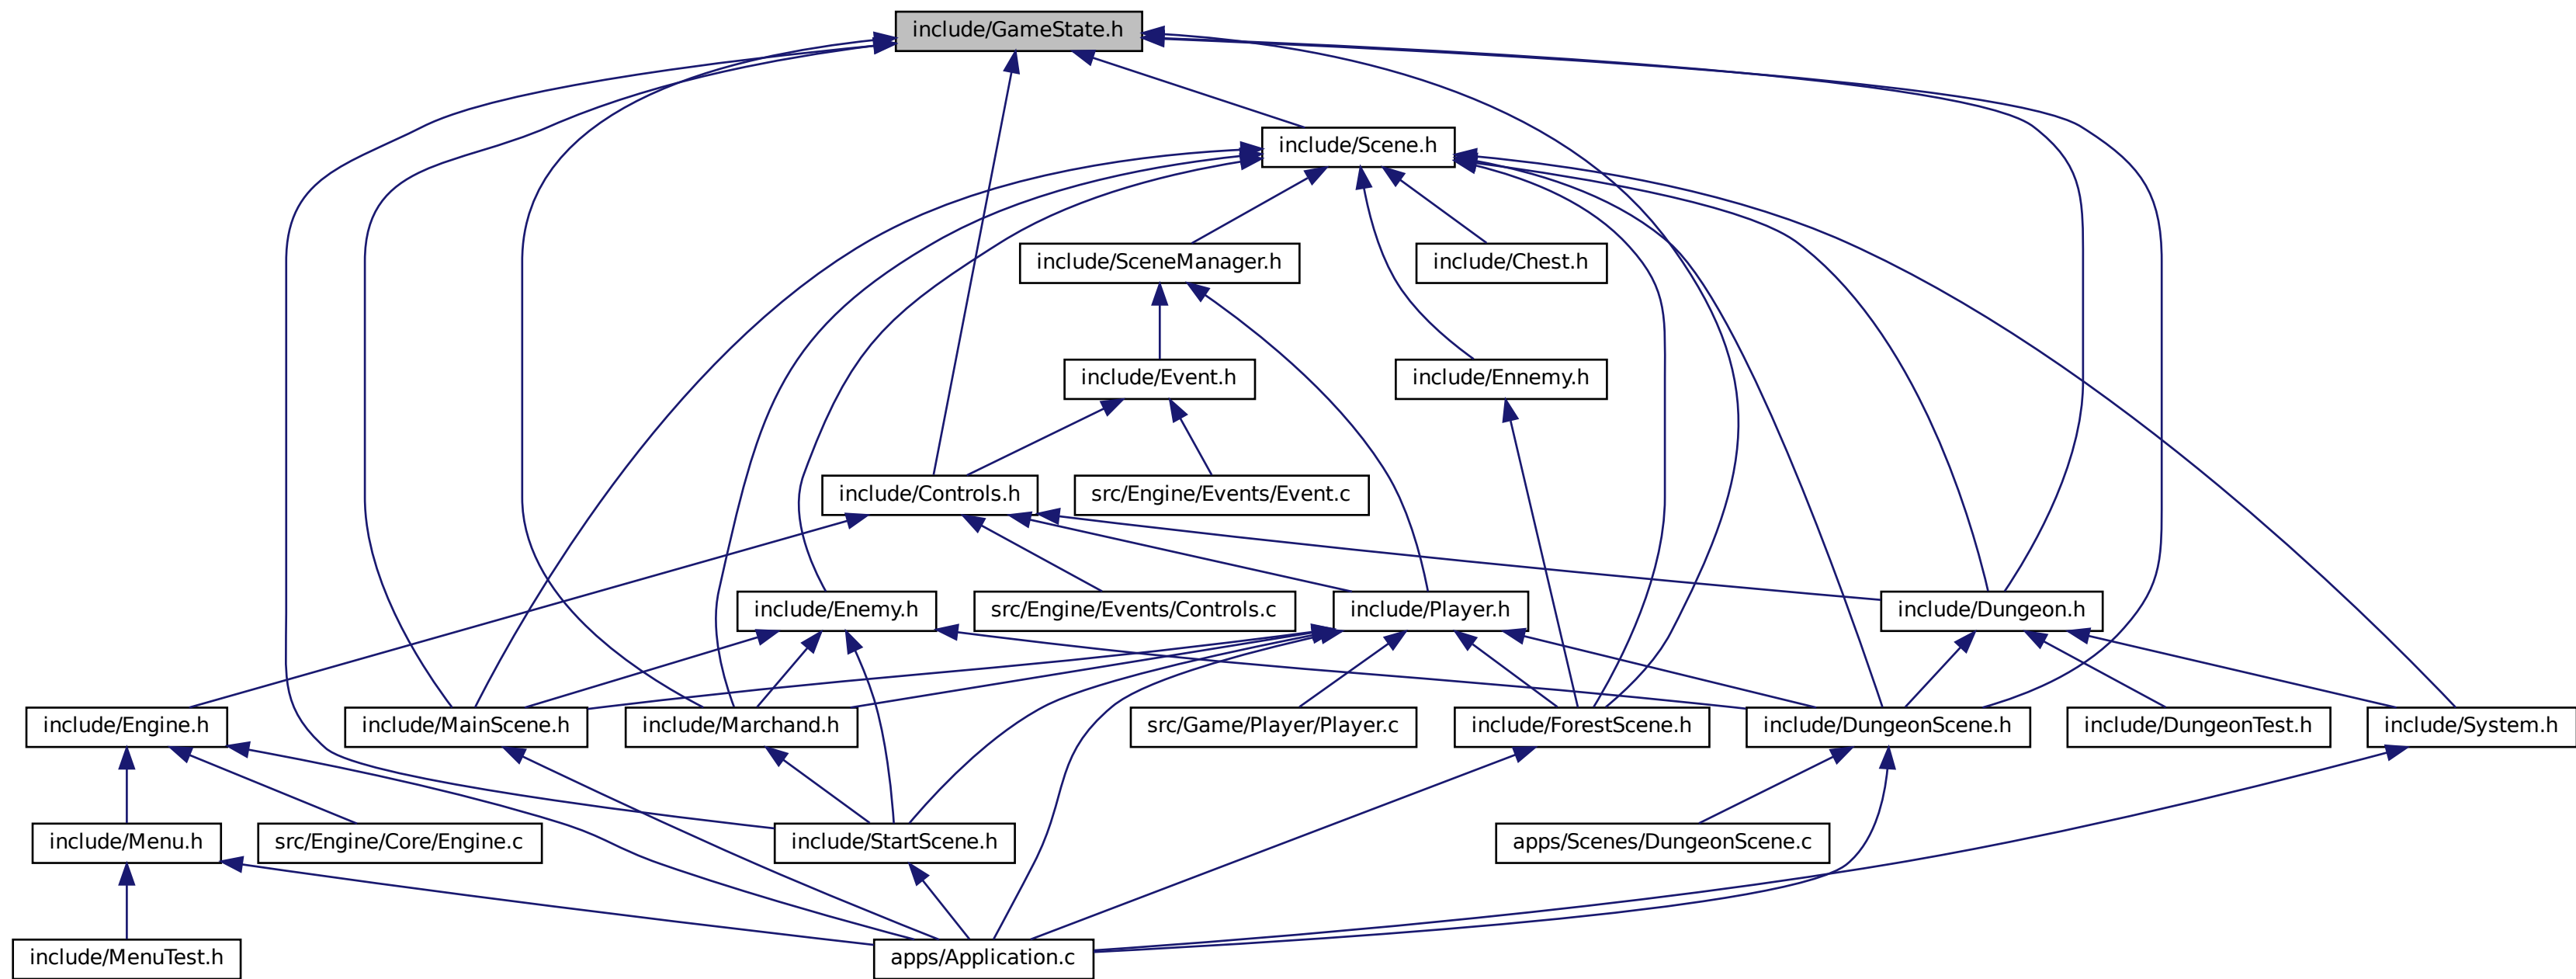 include/GameState.h
include/Scene.h
include/SceneManager.h
include/Chest.h
include/Event.h
include/Ennemy.h
include/Controls.h
src/Engine/Events/Event.c
include/Enemy.h
src/Engine/Events/Controls.c
include/Player.h
include/Dungeon.h
include/Engine.h
include/MainScene.h
include/Marchand.h
src/Game/Player/Player.c
include/ForestScene.h
include/DungeonScene.h
include/DungeonTest.h
include/System.h
include/Menu.h
src/Engine/Core/Engine.c
include/StartScene.h
apps/Scenes/DungeonScene.c
include/MenuTest.h
apps/Application.c